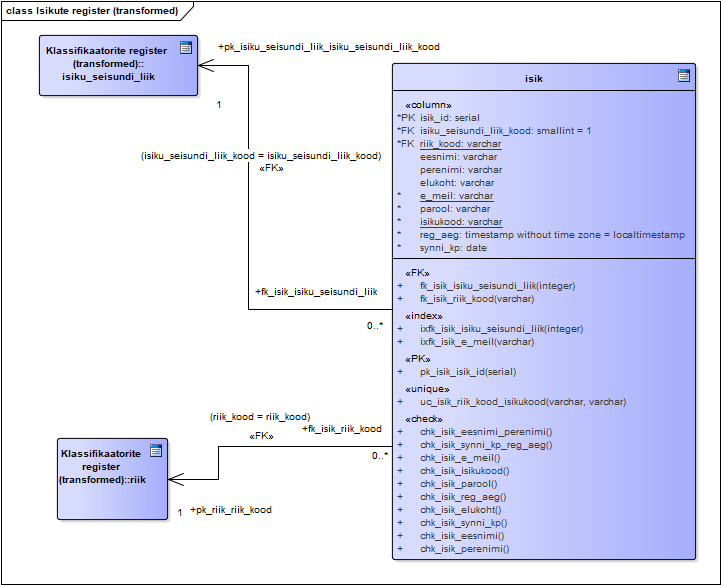 class Isikute register (transformed)
Klassifikaatorite register
(transformed)::
isiku_seisundi_liik
+pk_isiku_seisundi_liik_isiku_seisundi_liik_kood
1
(isiku_seisundi_liik_kood = isiku_seisundi_liik_kood)
«FK»
+fk_isik_isiku_seisundi_liik
0..*
isik
«column»
*PK isik_id: serial
*FK isiku_seisundi_liik_kood: smallint = 1
*FK riik_kood: varchar
eesnimi: varchar
perenimi: varchar
elukoht: varchar
* e_meil: varchar
* parool: varchar
* isikukood: varchar
* reg_aeg: timestamp without time zone = localtimestamp
* synni_kp: date
«FK»
+ fk_isik_isiku_seisundi_liik(integer)
+ fk_isik_riik_kood(varchar)
«index»
+ ixfk_isik_isiku_seisundi_liik(integer)
+ ixfk_isik_e_meil(varchar)
«PK»
+ pk_isik_isik_id(serial)
«unique»
+ uc_isik_riik_kood_isikukood(varchar, varchar)
«check»
+ chk_isik_eesnimi_perenimi()
+ chk_isik_synni_kp_reg_aeg()
+ chk_isik_e_meil()
+ chk_isik_isikukood()
+ chk_isik_parool()
+ chk_isik_reg_aeg()
+ chk_isik_elukoht()
+ chk_isik_synni_kp()
+ chk_isik_eesnimi()
+ chk_isik_perenimi()
(riik_kood = riik_kood)
«FK»
+fk_isik_riik_kood
0..*
Klassifikaatorite
register
(transformed)::riik
1
+pk_riik_riik_kood